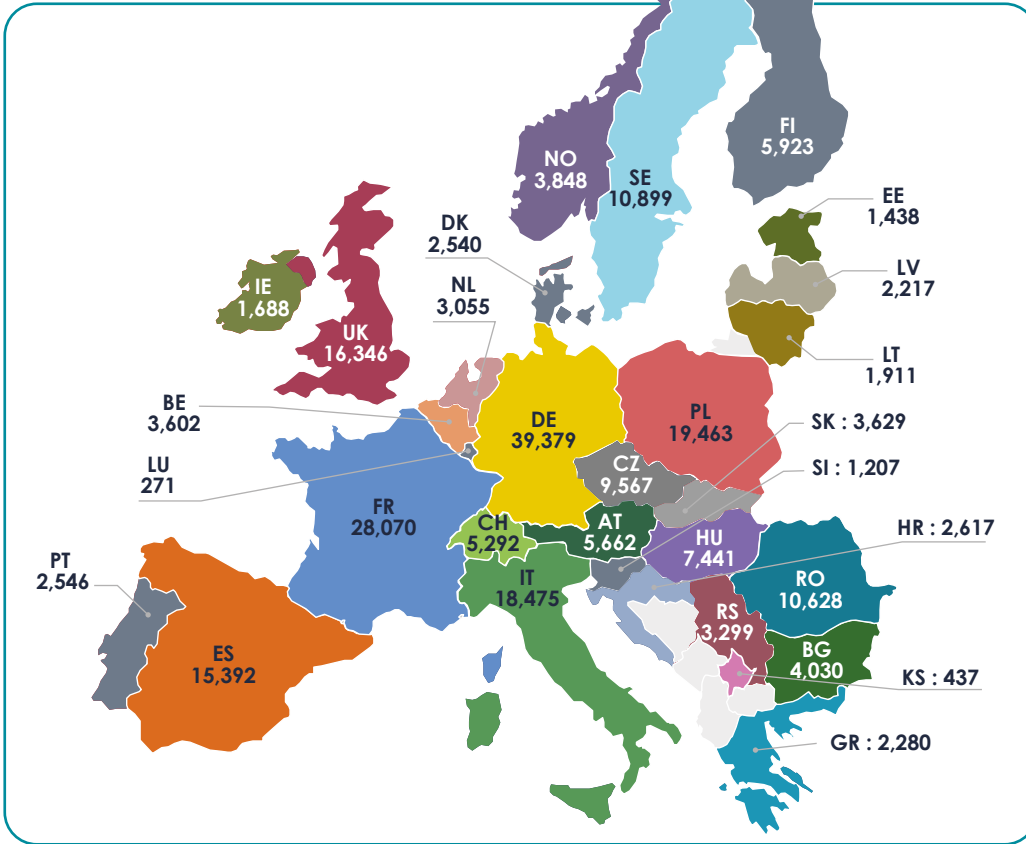 FI
5,923
NO
3,848
SE
10,899
EE
1,438
DK
2,540
LV
2,217
NL
3,055
IE
1,688
UK
16,346
LT
1,911
BE
3,602
DE
39,379
PL
19,463
SK : 3,629
LU
271
CZ
9,567
SI : 1,207
FR
28,070
CH
5,292
AT
5,662
HU
7,441
HR : 2,617
PT
2,546
IT
18,475
RO
10,628
RS
3,299
ES
15,392
BG
4,030
KS : 437
GR : 2,280